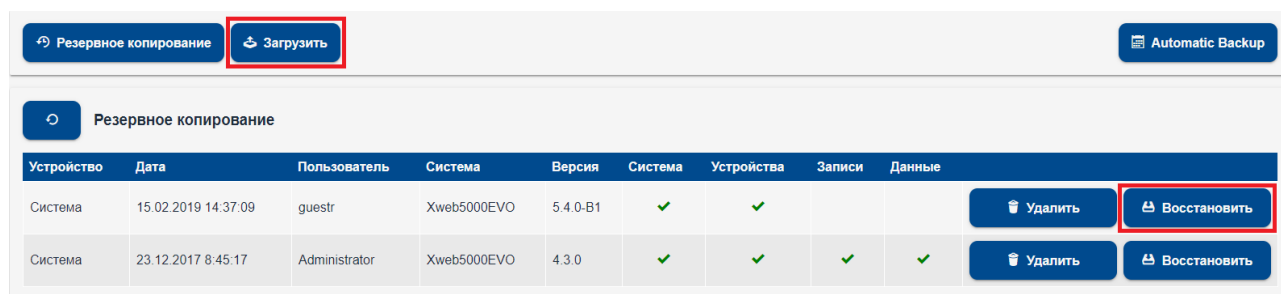 Резервное копирование Загрузить Automatic Backup
Резервное копирование
Устройство Дата Пользователь Система Версия Система Устройства Записи Данные
Система 15.02.2019 14:37:09 guestr Xweb5000EVO 5.4.0-B1 Удалить Восстановить
Система 23.12.2017 8:45:17 Administrator Xweb5000EVO 4.3.0 Удалить Восстановить